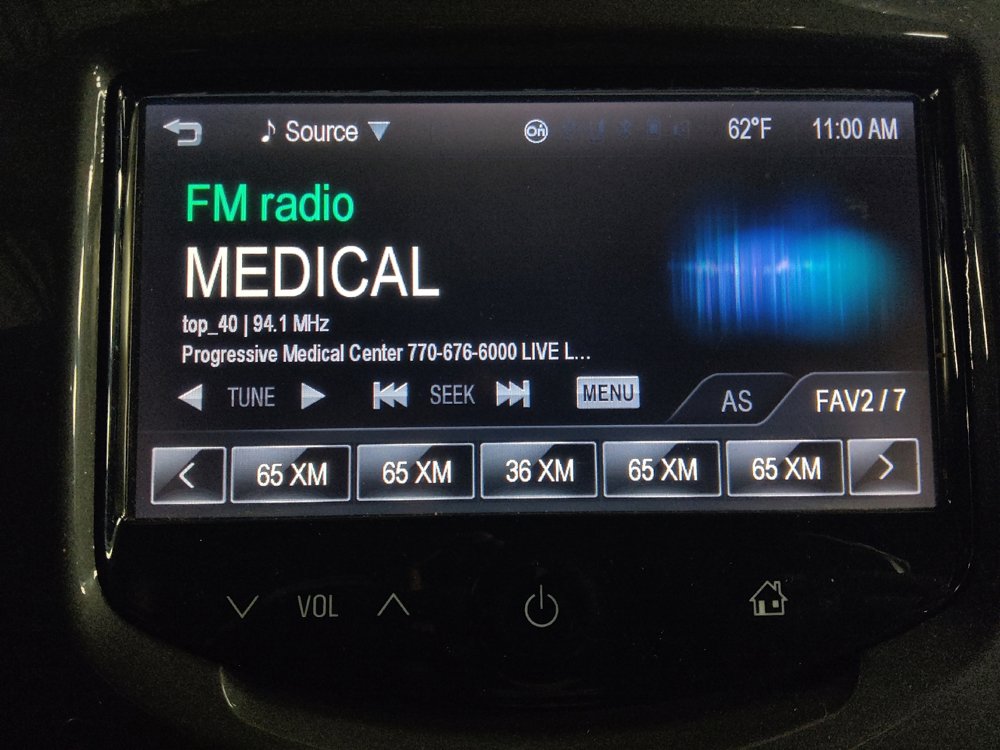 Source
On
62°F
11:00 AM
FM radio
MEDICAL
top_40 | 94.1 MHz
Progressive Medical Center 770-676-6000 LIVE L...
TUNE
SEEK
MENU
AS
FAV2 / 7
65 XM
65 XM
36 XM
65 XM
65 XM
VOL